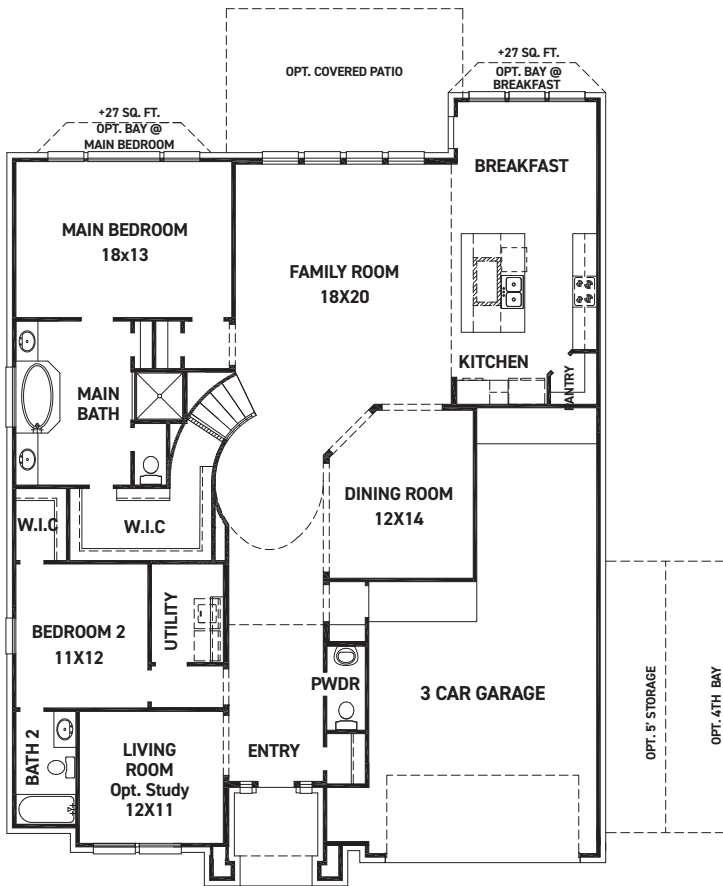 OPT. COVERED PATIO
+27 SQ. FT.
OPT. BAY @
BREAKFAST
+27 SQ. FT.
OPT. BAY @
MAIN BEDROOM
BREAKFAST
MAIN BEDROOM
18x13
FAMILY ROOM
18X20
KITCHEN
PANTRY
MAIN
BATH
DINING ROOM
12X14
W.I.C
W.I.C
BEDROOM 2
11X12
UTILITY
PWDR
3 CAR GARAGE
OPT. 5' STORAGE
OPT. 4TH BAY
BATH 2
LIVING
ROOM
Opt. Study
12X11
ENTRY